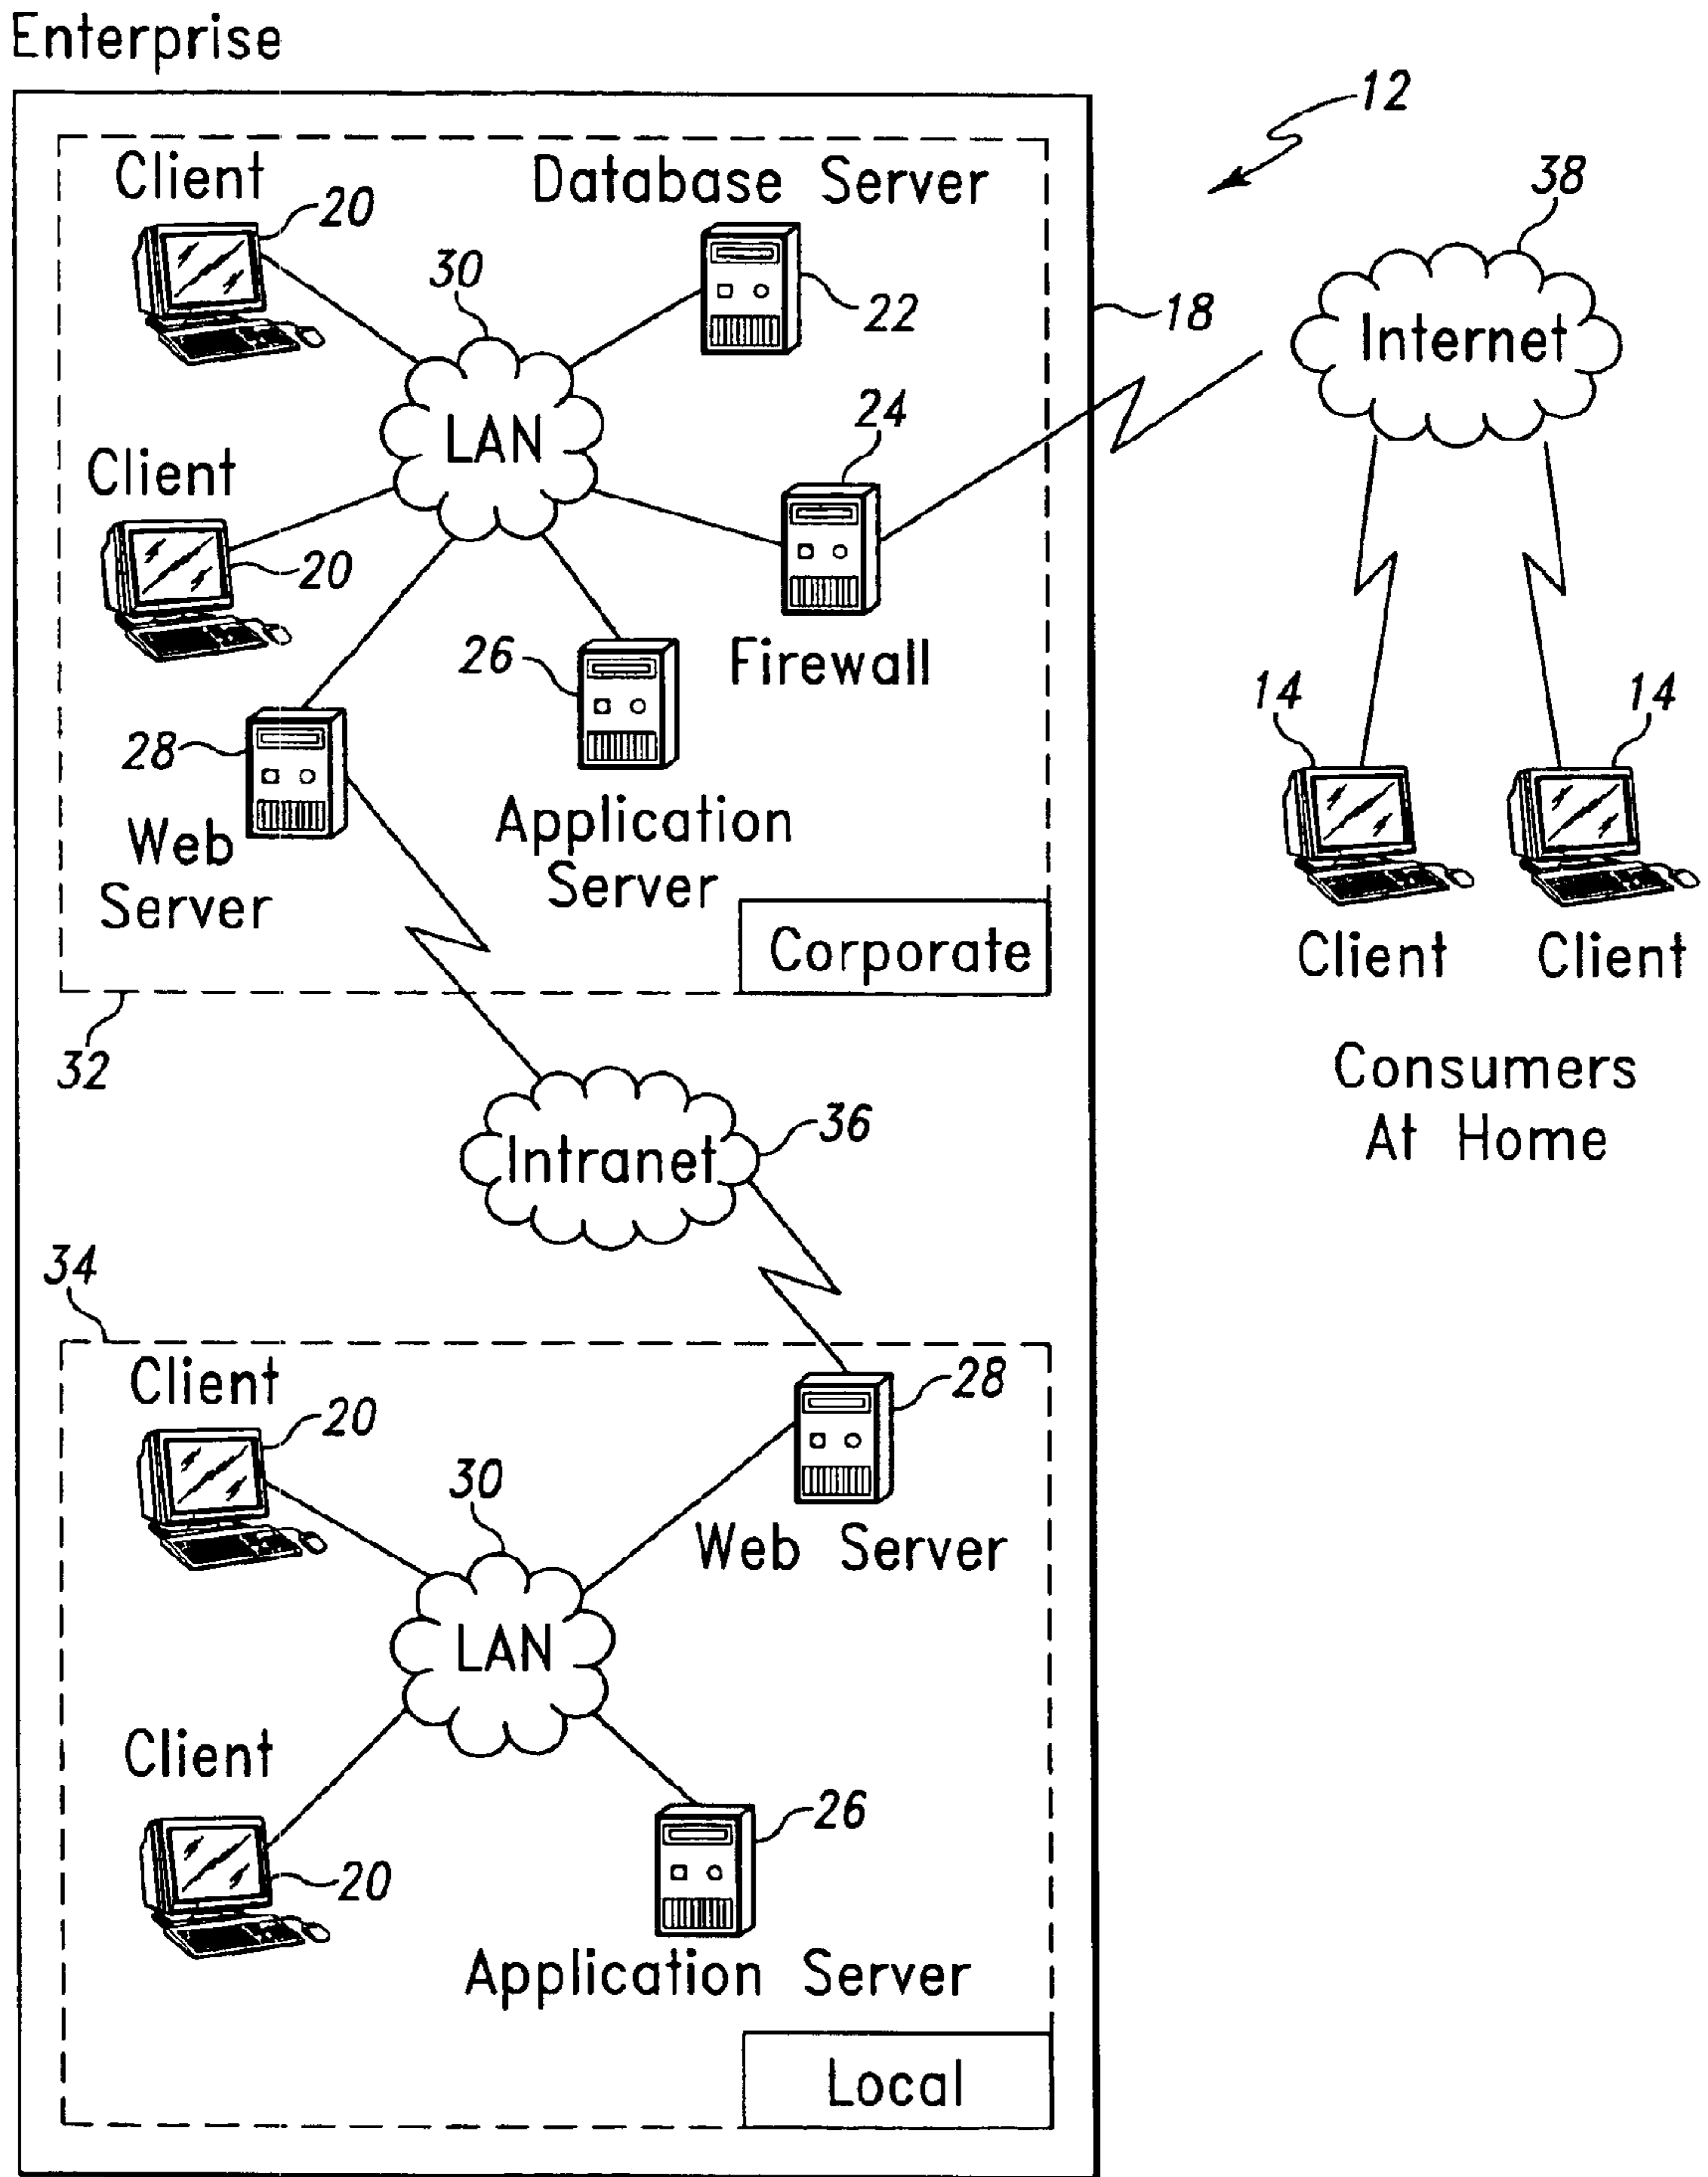 Enterprise
12
38
Client
20
Database Server
30
22
18
Internet
LAN
24
Client
20
26
Firewall
14
14
28
Web
Server
Application
Server
Corporate
Client
Client
32
Consumers
At Home
Intranet
36
34
Client
20
28
30
Web Server
LAN
Client
20
26
Application Server
Local